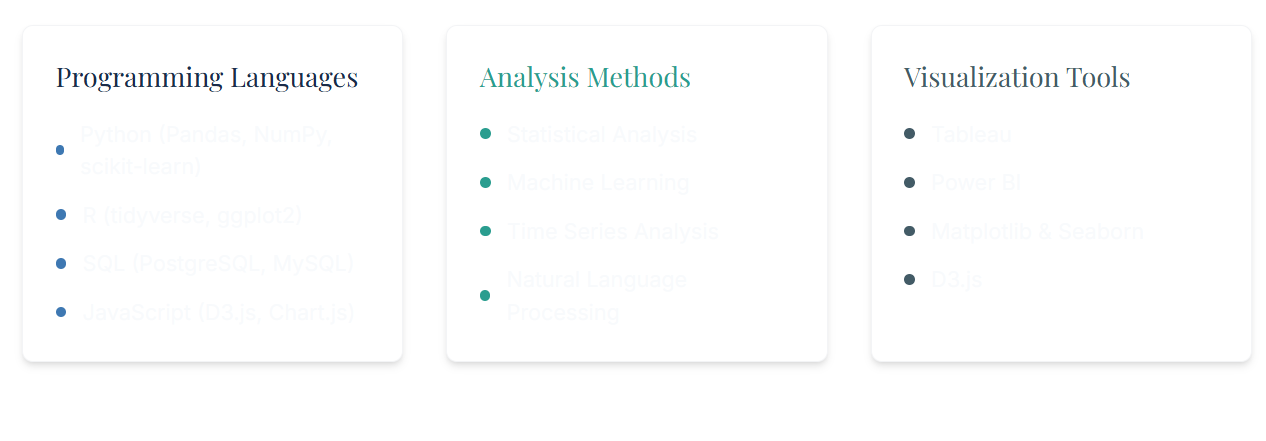 Programming Languages
Python (Pandas, NumPy,
scikit-learn)
R (tidyverse, ggplot2)
SQL (PostgreSQL, MySQL)
JavaScript (D3.js, Chart.js)
Analysis Methods
Statistical Analysis
Machine Learning
Time Series Analysis
Natural Language
Processing
Visualization Tools
Tableau
Power BI
Matplotlib & Seaborn
D3.js